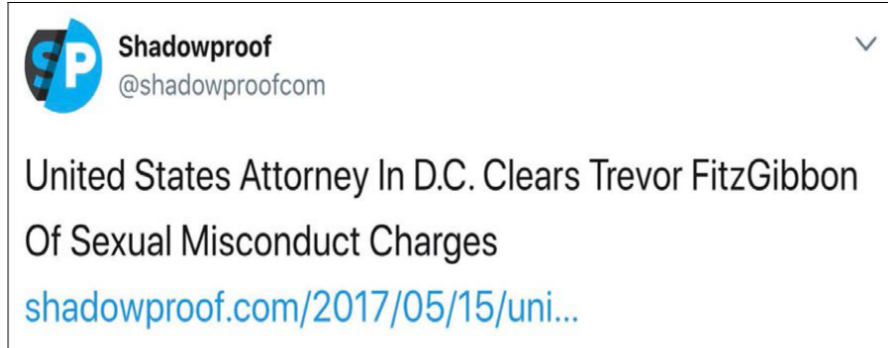 SP
Shadowproof
@shadowproofcom
United States Attorney In D.C. Clears Trevor FitzGibbon
Of Sexual Misconduct Charges
shadowproof.com/2017/05/15/uni...